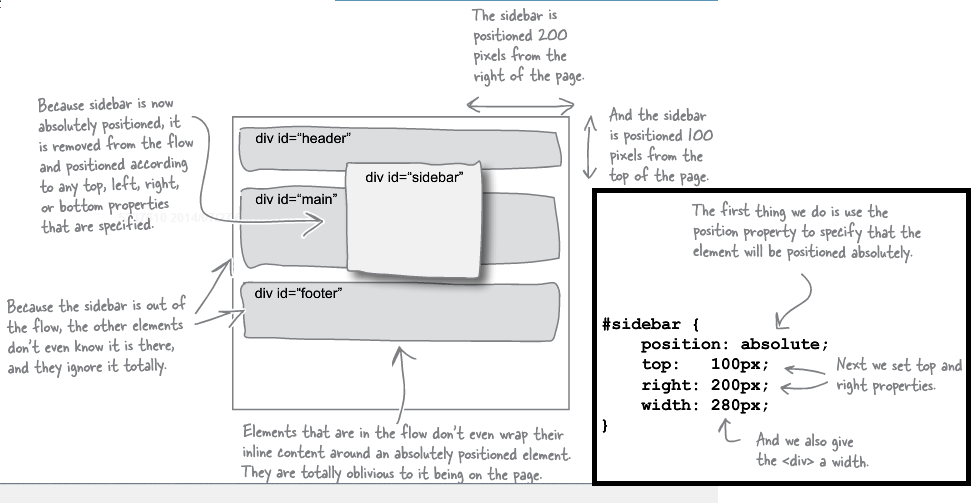 The sidebar is
positioned 200
pixels from the
right of the page.
Because sidebar is now
absolutely positioned, it
is removed from the flow
and positioned according
to any top, left, right,
or bottom properties
that are specified.
And the sidebar
is positioned 100
pixels from the
top of the page.
div id="header"
div id="sidebar"
div id="main"
div id="footer"
Because the sidebar is out of
the flow, the other elements
don't even know it is there,
and they ignore it totally.
Elements that are in the flow don't even wrap their
inline content around an absolutely positioned element.
They are totally oblivious to it being on the page.
The first thing we do is use the
position property to specify that the
element will be positioned absolutely.
#sidebar {
position: absolute;
top: 100px;
right: 200px;
width: 280px;
}
Next we set top and
right properties.
And we also give
the <div> a width.